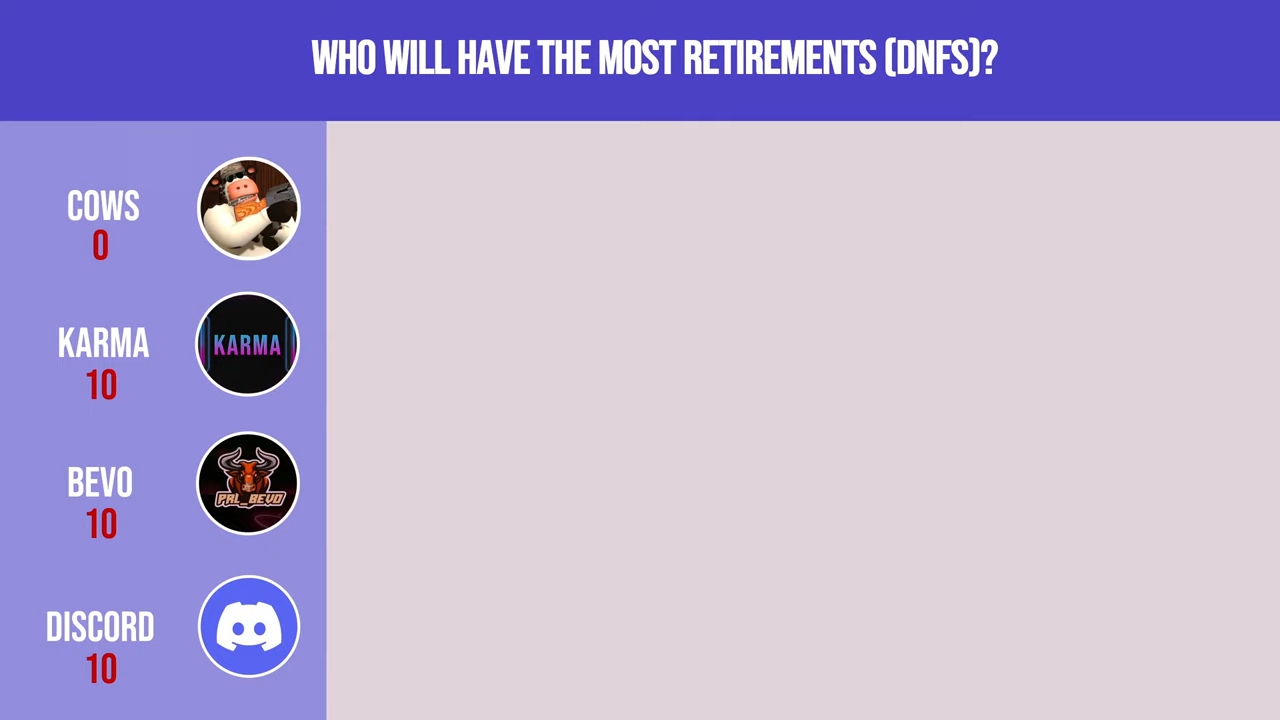 WHO WILL HAVE THE MOST RETIREMENTS (DNFS)?
COWS
0
KARMA
10
KARMA
BEVO
10
PRL_BEVO
DISCORD
10